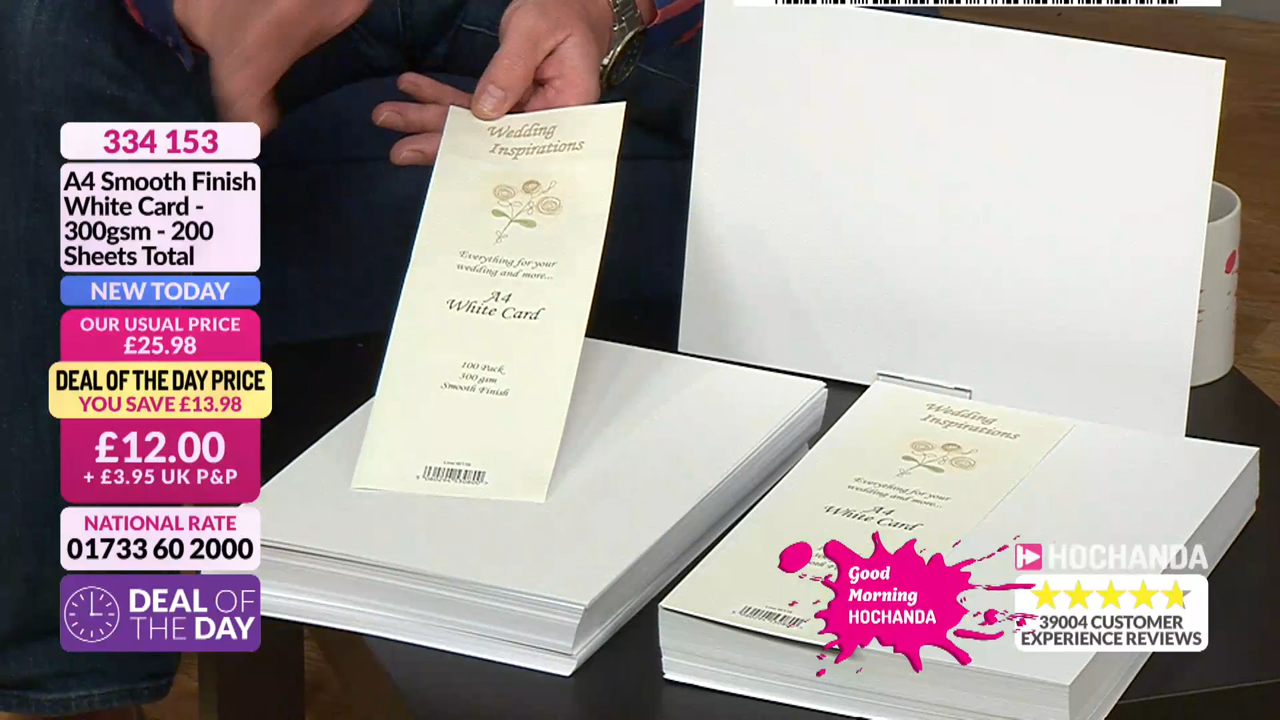 334 153
A4 Smooth Finish
White Card -
300gsm - 200
Sheets Total
NEW TODAY
OUR USUAL PRICE
£25.98
DEAL OF THE DAY PRICE
YOU SAVE £13.98
£12.00
+ £3.95 UK P&P
NATIONAL RATE
01733 60 2000
DEAL OF
THE DAY
Wedding
Inspirations
Everything for your
wedding and more...
A4
White Card
100 Pack
300 gsm
Smooth Finish
Wedding
Inspirations
Everything for your
wedding and more...
A4
White Card
Good
Morning
HOCHANDA
HOCHANDA
39004 CUSTOMER
EXPERIENCE REVIEWS